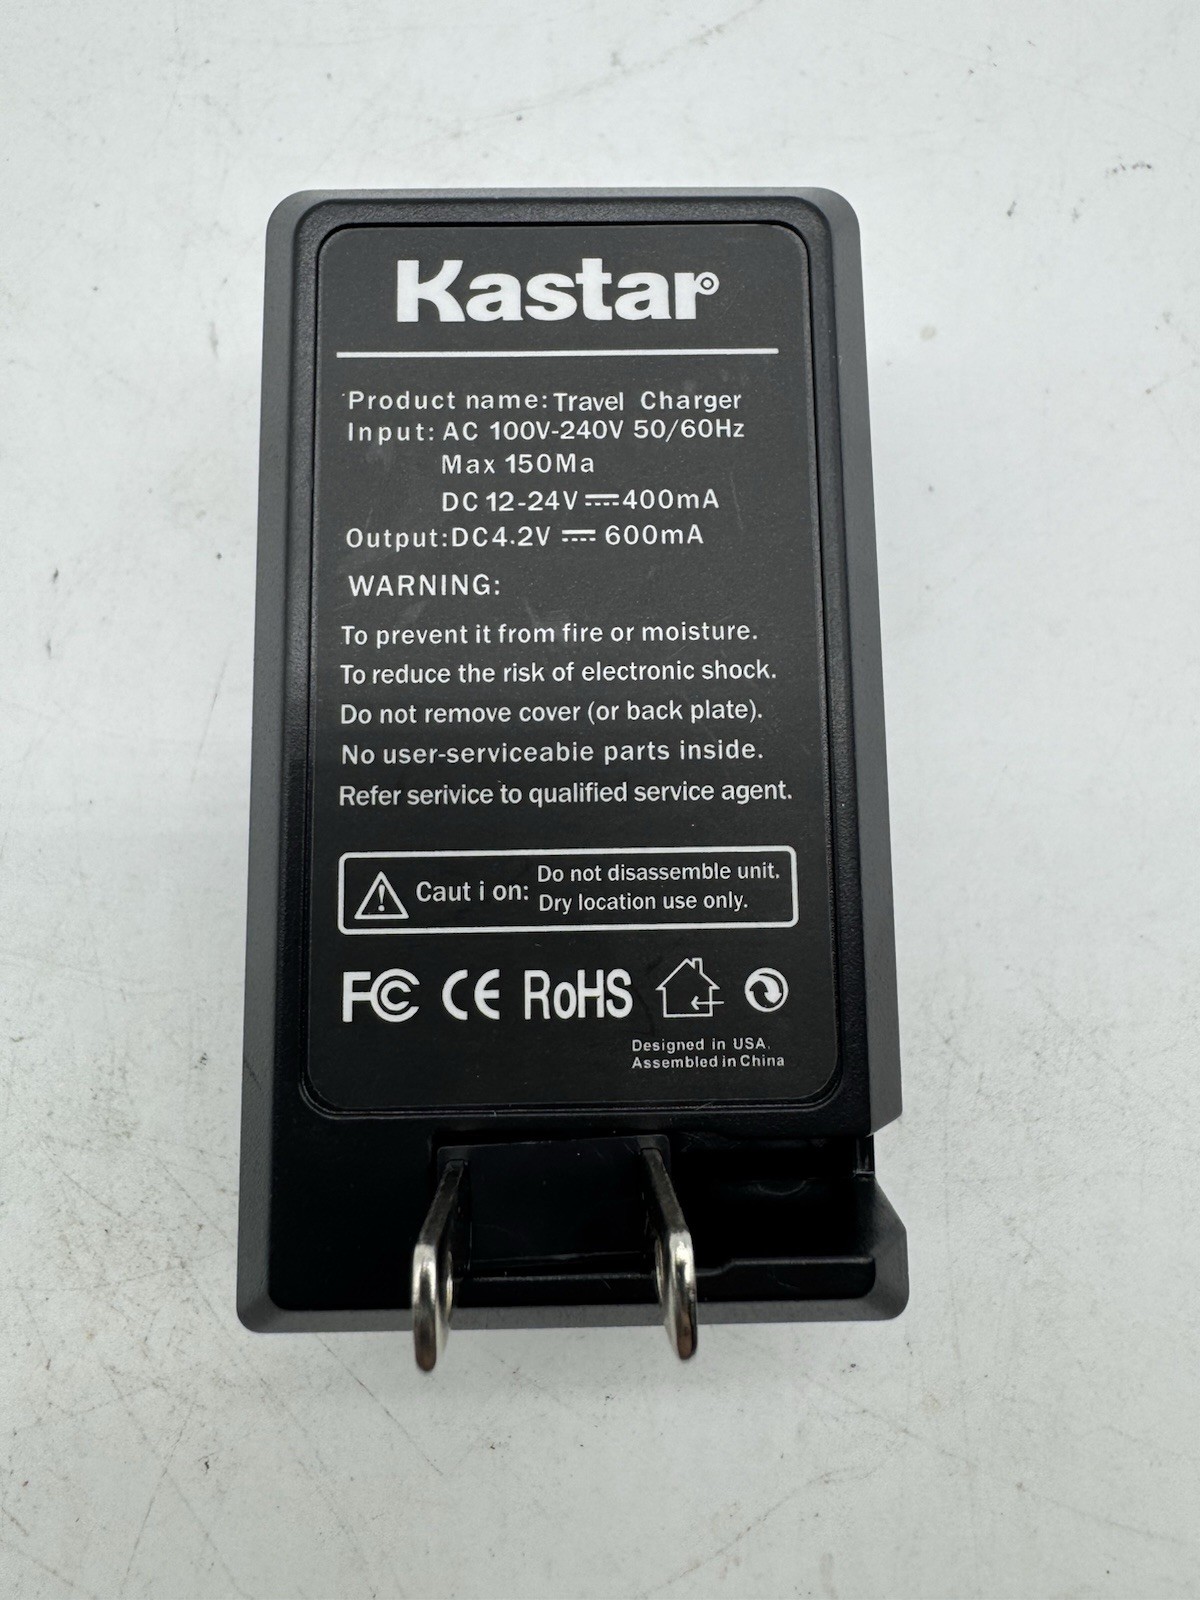 Kastar®
Product name: Travel Charger
Input: AC 100V-240V 50/60Hz
Max 150Ma
DC 12-24V ⎓ 400mA
Output:DC4.2V ⎓ 600mA
WARNING:
To prevent it from fire or moisture.
To reduce the risk of electronic shock.
Do not remove cover (or back plate).
No user-serviceabie parts inside.
Refer serivice to qualified service agent.
Caut i on: Do not disassemble unit.
Dry location use only.
FC CE RoHS
Designed in USA.
Assembled in China